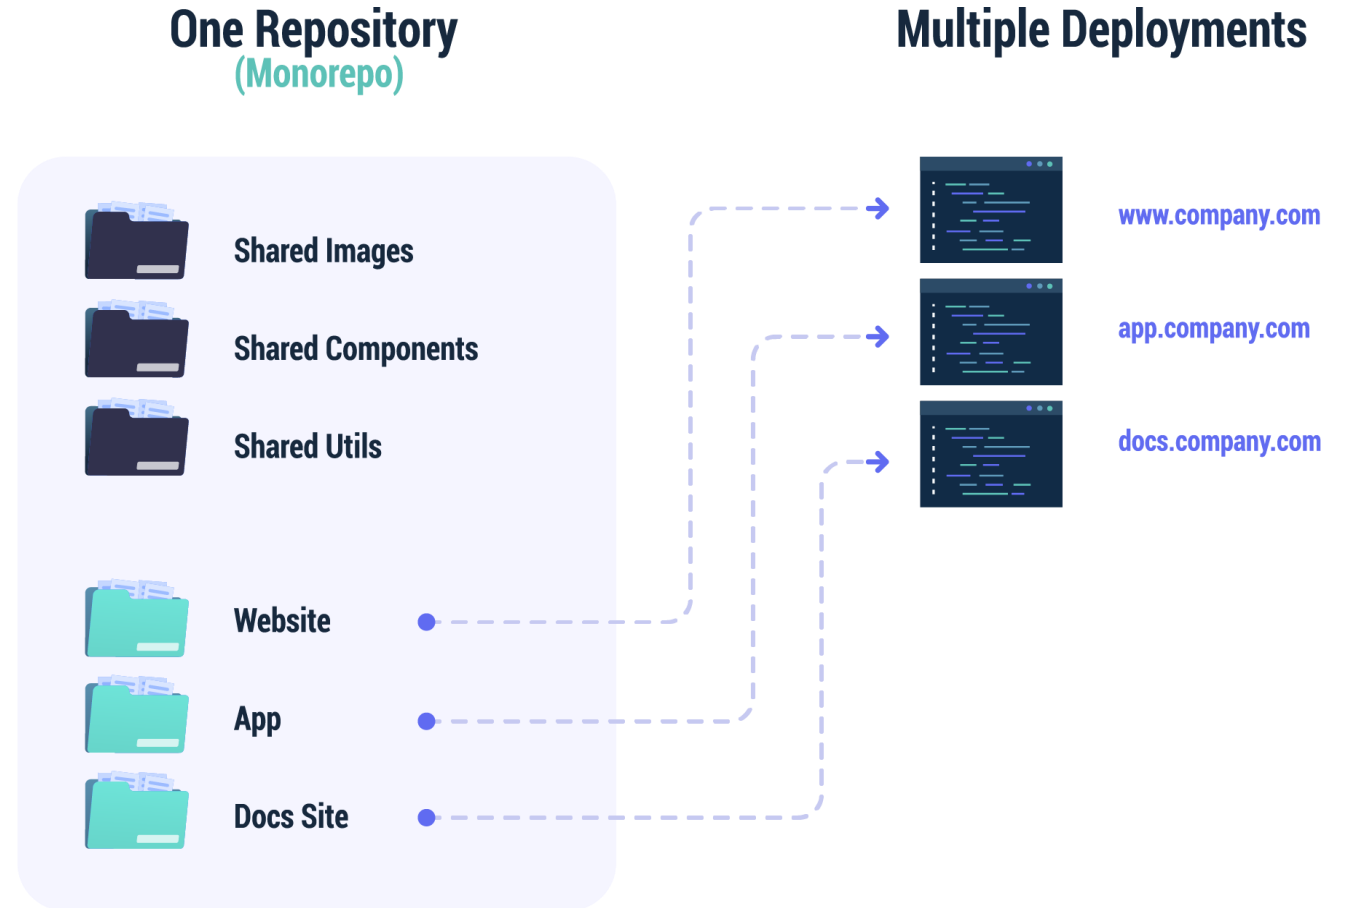 One Repository
(Monorepo)
Shared Images
Shared Components
Shared Utils
Website
App
Docs Site
Multiple Deployments
www.company.com
app.company.com
docs.company.com